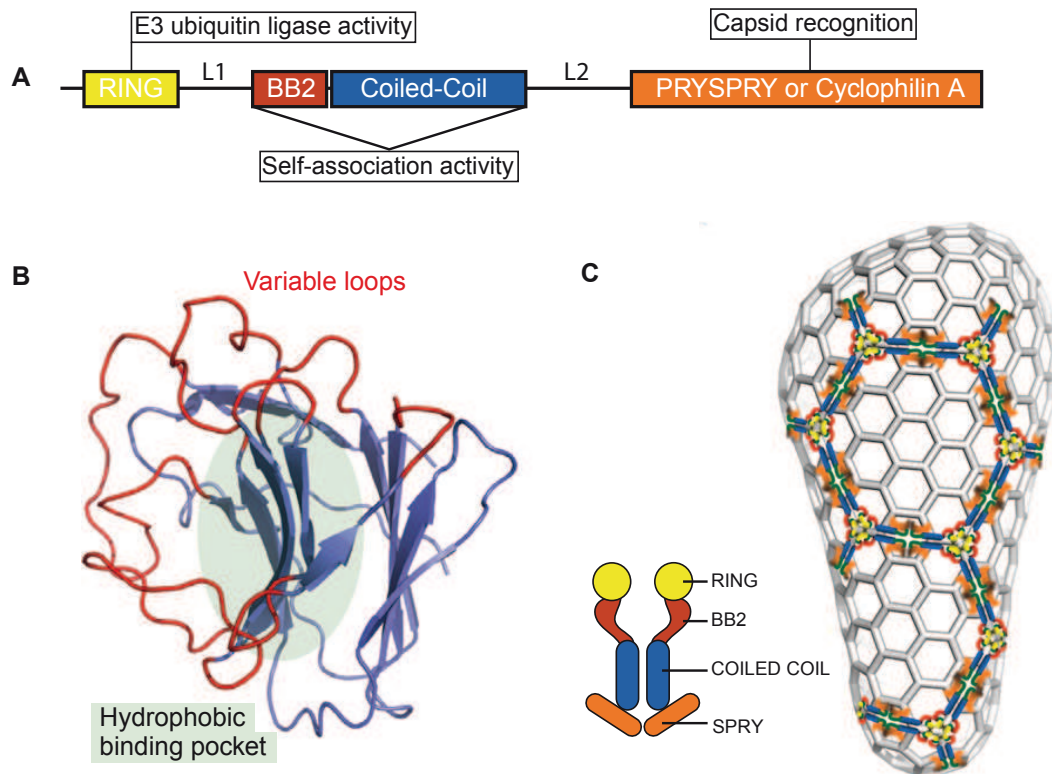 E3 ubiquitin ligase activity
Capsid recognition
A
RING
L1
BB2
Coiled-Coil
L2
PRYSPRY or Cyclophilin A
Self-association activity
B
Variable loops
C
RING
BB2
COILED COIL
SPRY
Hydrophobic
binding pocket